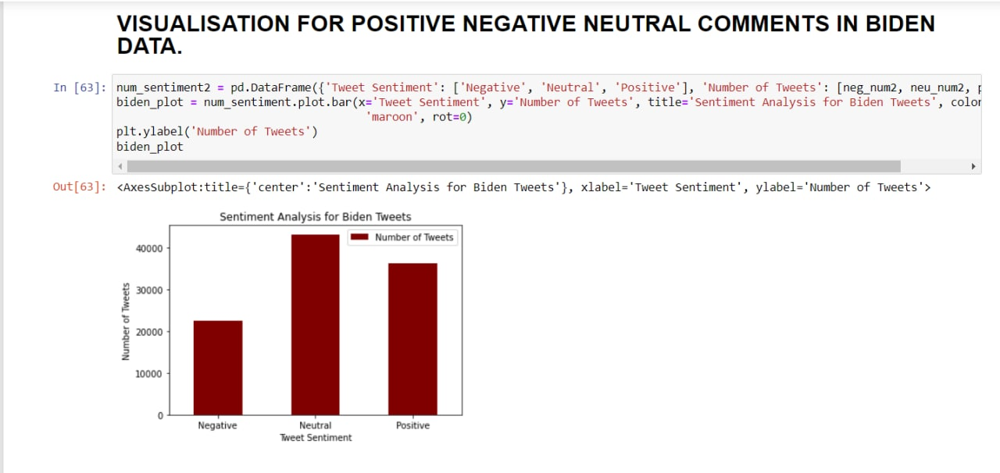 VISUALISATION FOR POSITIVE NEGATIVE NEUTRAL COMMENTS IN BIDEN
DATA.
In [63]: num_sentiment2 = pd.DataFrame({'Tweet Sentiment': ['Negative', 'Neutral', 'Positive'], 'Number of Tweets': [neg_num2, neu_num2,
biden_plot = num_sentiment.plot.bar(x='Tweet Sentiment', y='Number of Tweets', title='Sentiment Analysis for Biden Tweets', color
'maroon', rot=0)
plt.ylabel('Number of Tweets')
biden_plot
Out[63]: <AxesSubplot:title={'center':'Sentiment Analysis for Biden Tweets'}, xlabel='Tweet Sentiment', ylabel='Number of Tweets'>
Sentiment Analysis for Biden Tweets
Number of Tweets
40000
30000
20000
10000
0
Number of Tweets
Negative Neutral Positive
Tweet Sentiment